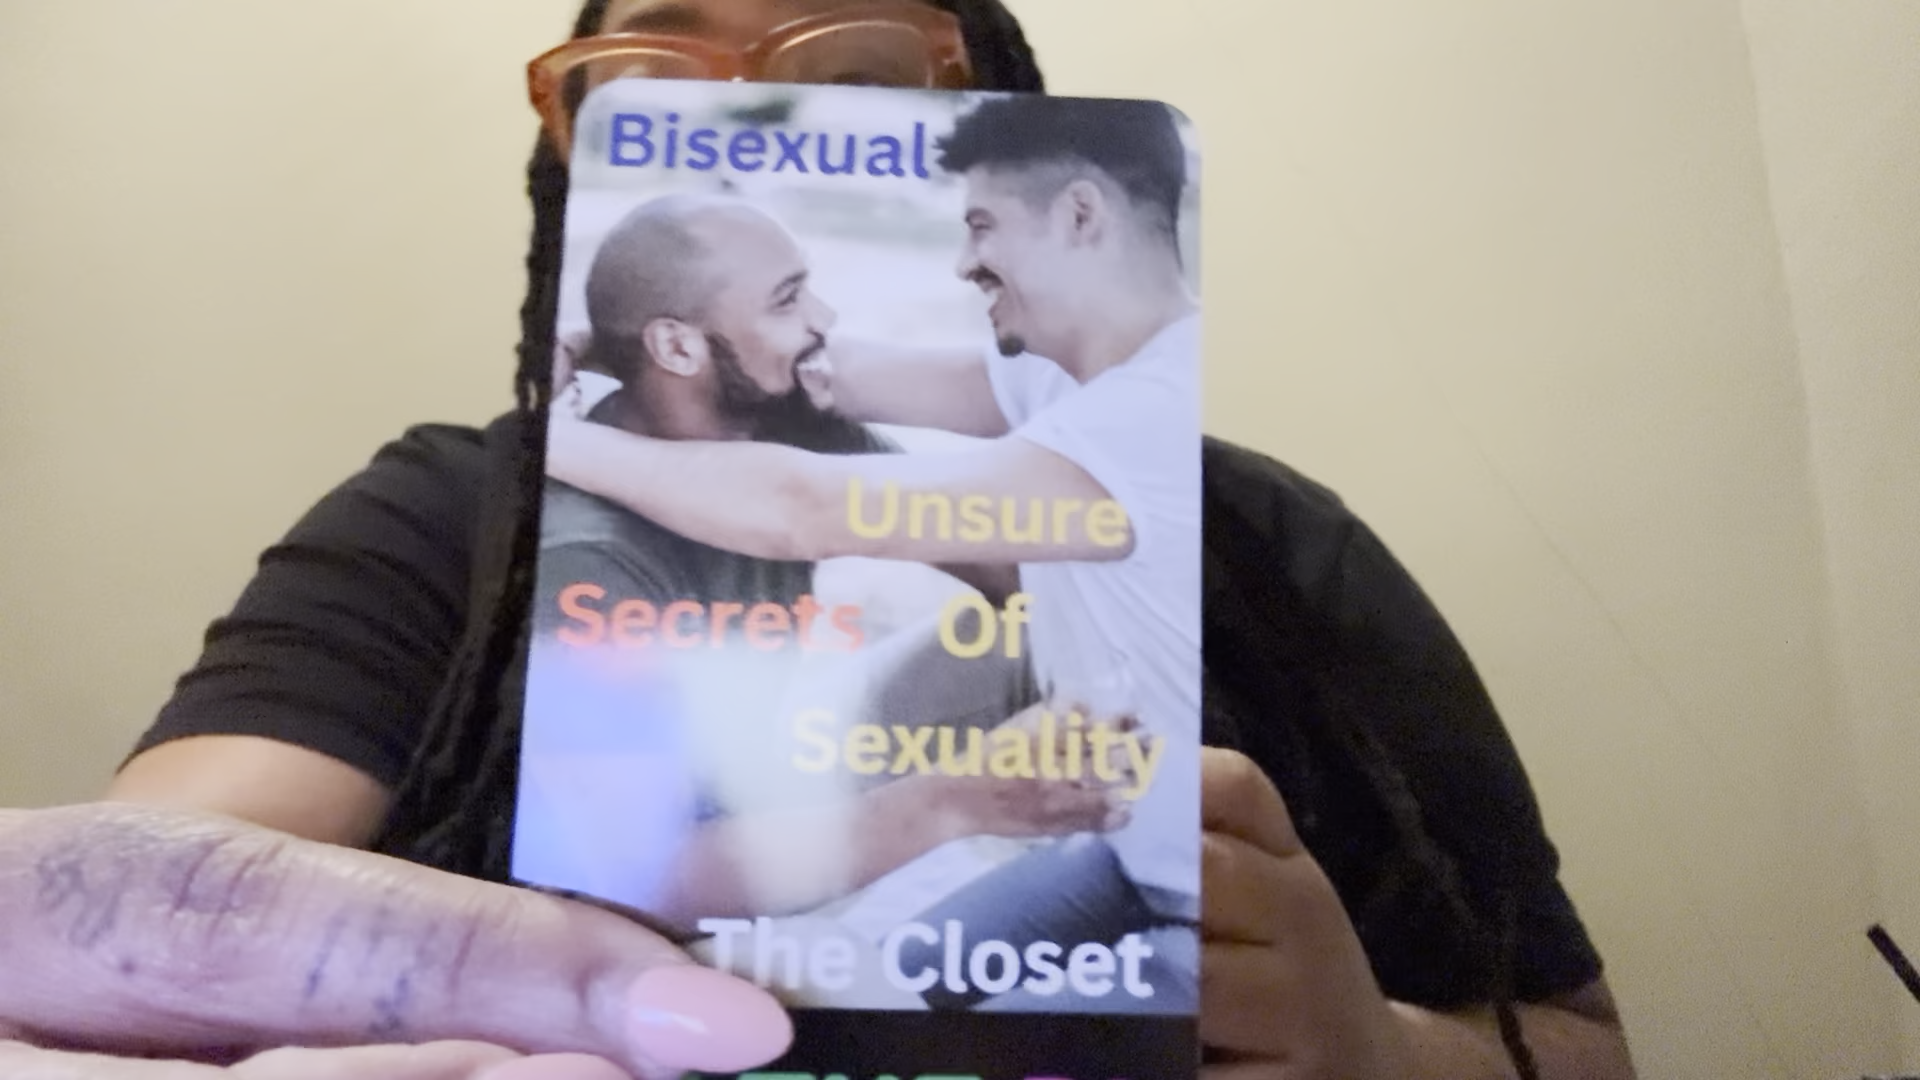 Bisexual
Unsure
Secrets Of
Sexuality
The Closet